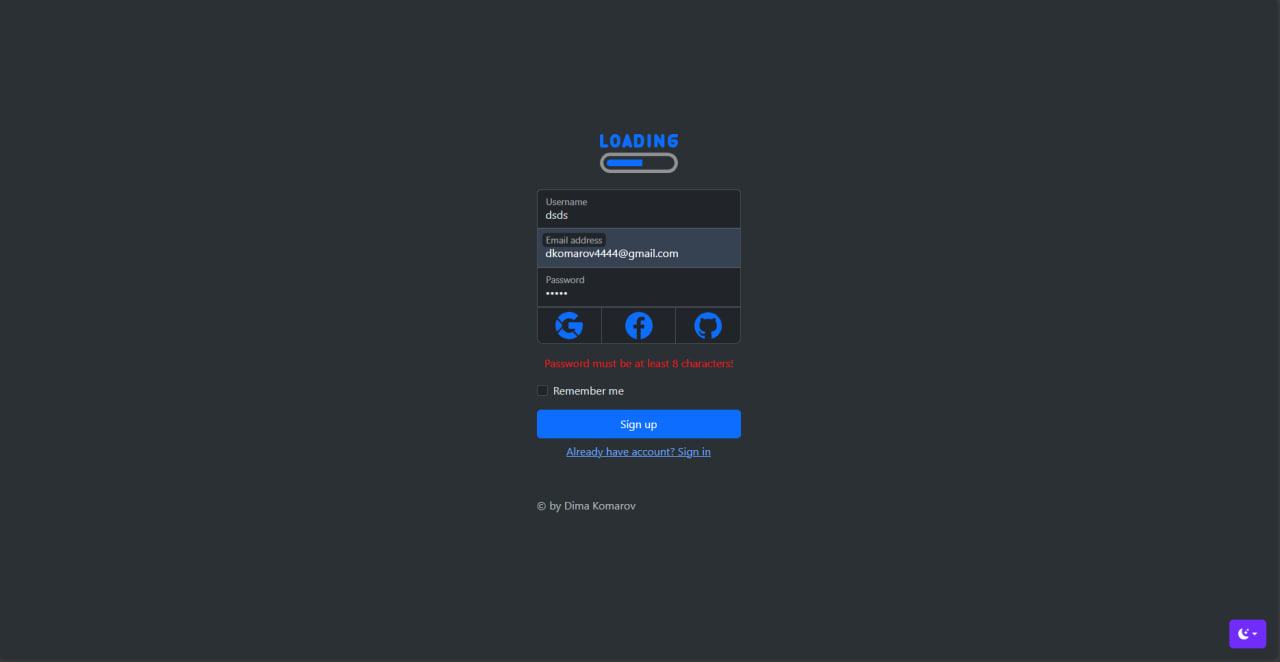 LOADING
Username
dsds
Email address
dkomarov4444@gmail.com
Password
•••••
Password must be at least 8 characters!
Remember me
Sign up
Already have account? Sign in
© by Dima Komarov